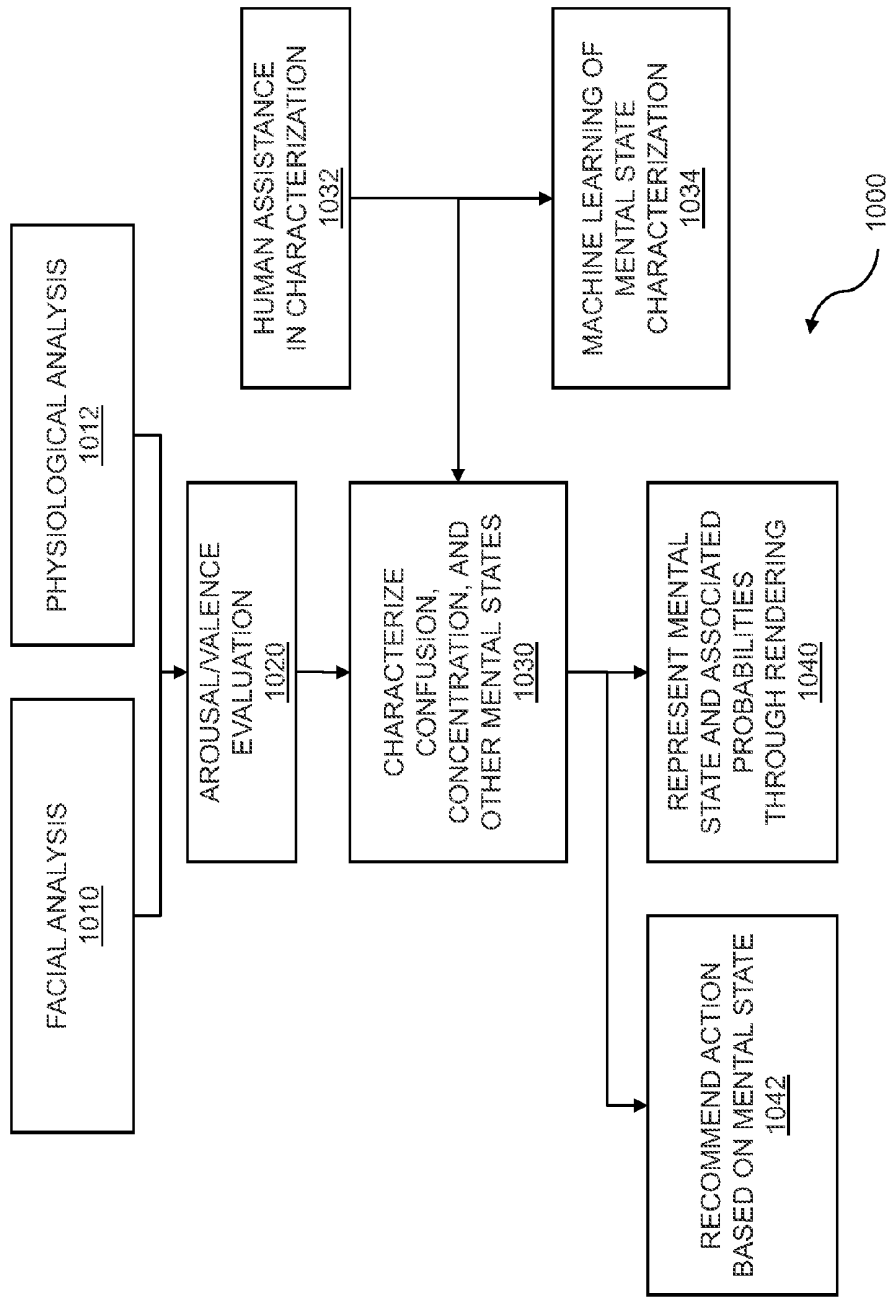 FACIAL ANALYSIS
1010
PHYSIOLOGICAL ANALYSIS
1012
AROUSAL/VALENCE
EVALUATION
1020
HUMAN ASSISTANCE
IN CHARACTERIZATION
1032
CHARACTERIZE
CONFUSION,
CONCENTRATION, AND
OTHER MENTAL STATES
1030
MACHINE LEARNING OF
MENTAL STATE
CHARACTERIZATION
1034
RECOMMEND ACTION
BASED ON MENTAL STATE
1042
REPRESENT MENTAL
STATE AND ASSOCIATED
PROBABILITIES
THROUGH RENDERING
1040
1000